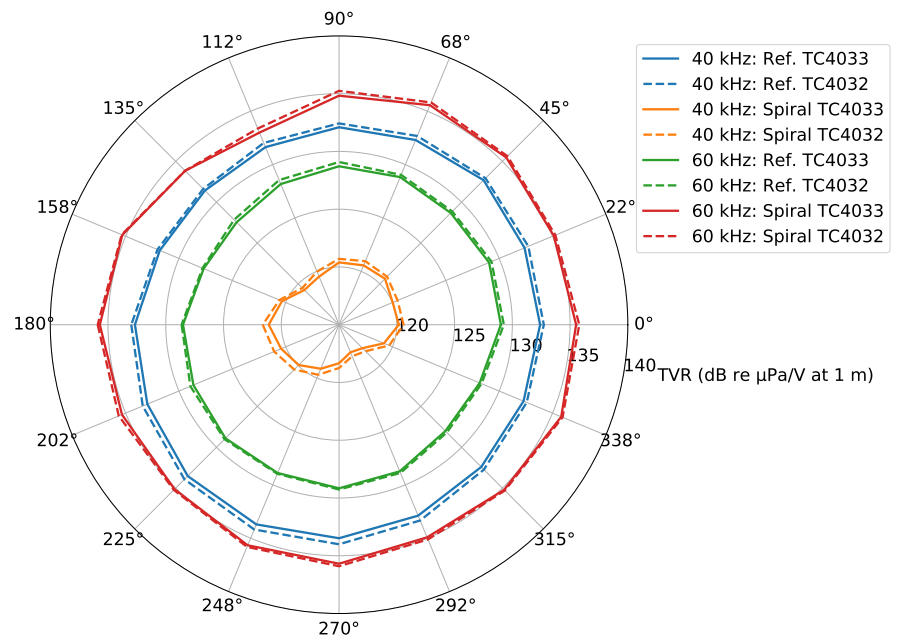 90°
112°
68°
135°
45°
158°
22°
180°
0°
202°
338°
225°
315°
248°
292°
270°
120
125
130
135
140
TVR (dB re µPa/V at 1 m)
40 kHz: Ref. TC4033
40 kHz: Ref. TC4032
40 kHz: Spiral TC4033
40 kHz: Spiral TC4032
60 kHz: Ref. TC4033
60 kHz: Ref. TC4032
60 kHz: Spiral TC4033
60 kHz: Spiral TC4032